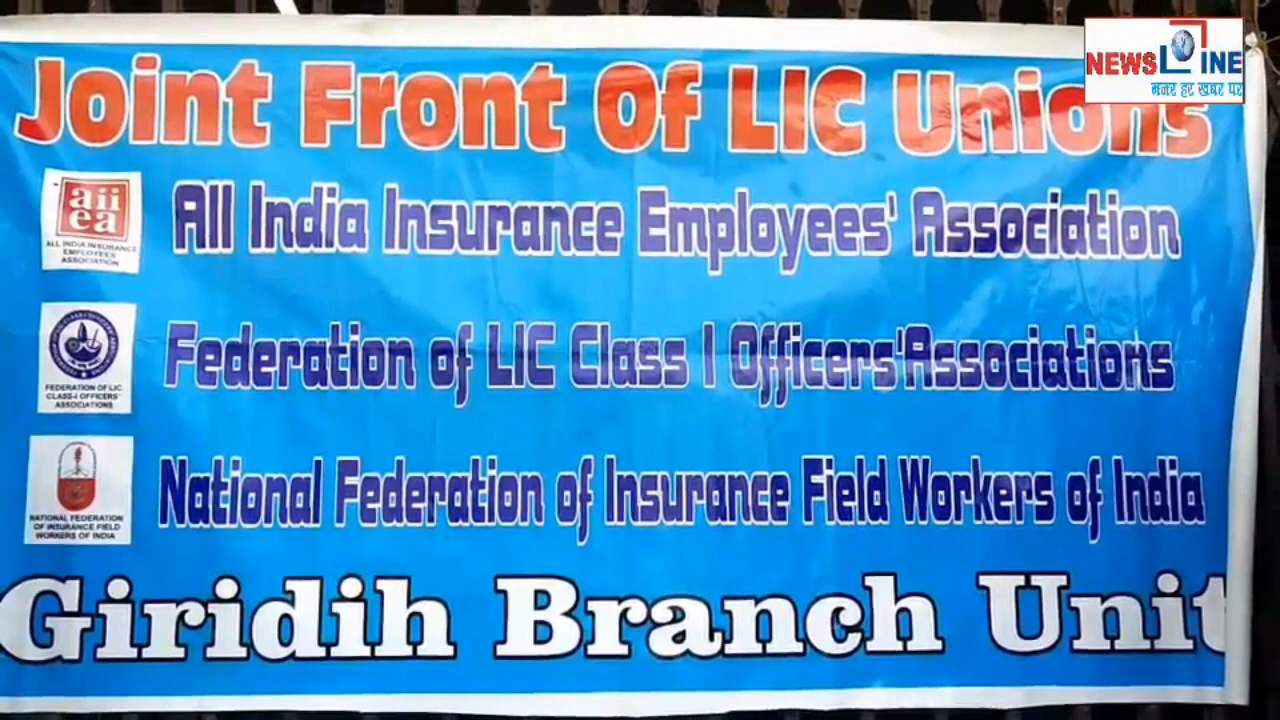 NEWS LINE
नजर हर खबर पर
Joint Front Of LIC Unions
aii
ea
ALL INDIA INSURANCE
EMPLOYEES'
ASSOCIATION
All India Insurance Employees' Association
Federation of LIC Class I Officers'Associations
FEDERATION OF LIC
CLASS-I OFFICERS'
ASSOCIATIONS
National Federation of Insurance Field Workers of India
NATIONAL FEDERATION
OF INSURANCE FIELD
WORKERS OF INDIA
Giridih Branch Unit